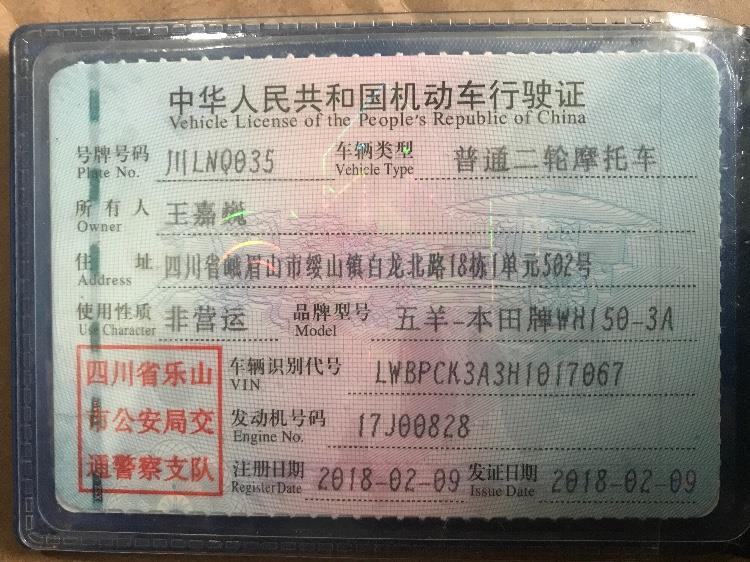 中华人民共和国机动车行驶证
Vehicle License of the People's Republic of China
号牌号码 川LNQ035 车辆类型 普通二轮摩托车
Plate No. Vehicle Type
所有人 王嘉巍
Owner
住址 四川省峨眉山市绥山镇白龙北路18栋1单元502号
Address
使用性质 非营运 品牌型号 五羊-本田牌WH150-3A
Use Character Model
四川省乐山
市公安局交
通警察支队
车辆识别代号 LWBPCK3A3H1017067
VIN
发动机号码 17J00828
Engine No.
注册日期 2018-02-09 发证日期 2018-02-09
Register Date Issue Date